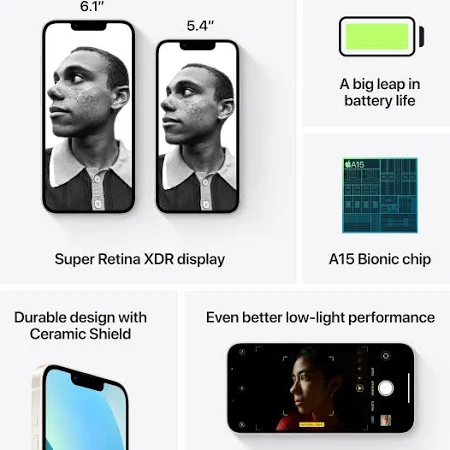 6.1″
5.4″
A big leap in
battery life
A15
Super Retina XDR display
A15 Bionic chip
Durable design with
Ceramic Shield
Even better low-light performance